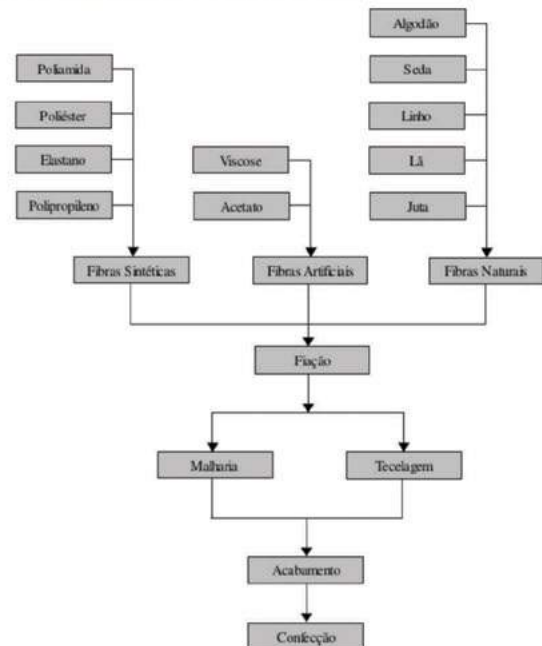 Algodão
Poliamida
Seda
Poliéster
Linho
Elastano
Viscose
Lã
Polipropileno
Acetato
Juta
Fibras Sintéticas
Fibras Artificiais
Fibras Naturais
Fiação
Malharia
Tecelagem
Acabamento
Confecção